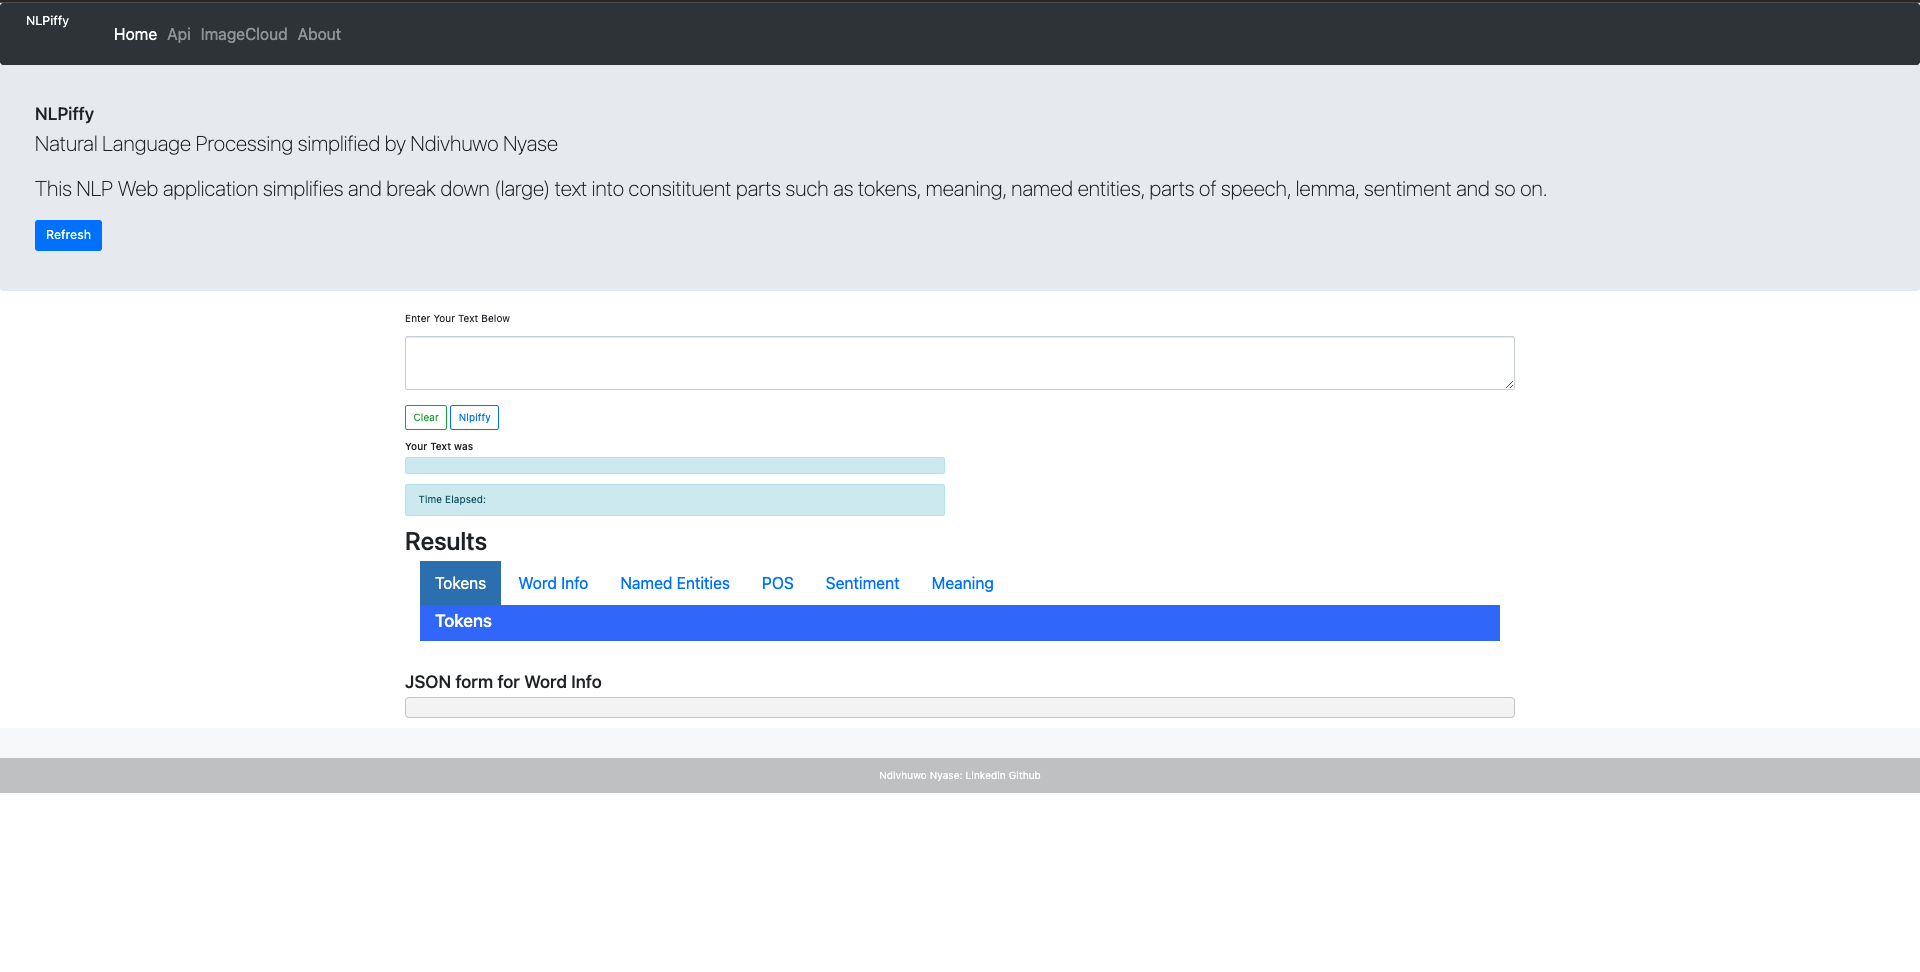 NLPiffy
Home Api ImageCloud About
NLPiffy
Natural Language Processing simplified by Ndivhuwo Nyase
This NLP Web application simplifies and break down (large) text into consitituent parts such as tokens, meaning, named entities, parts of speech, lemma, sentiment and so on.
Refresh
Enter Your Text Below
Clear Nlpiffy
Your Text was
Time Elapsed:
Results
Tokens Word Info Named Entities POS Sentiment Meaning
Tokens
JSON form for Word Info
Ndivhuwo Nyase: Linkedin Github